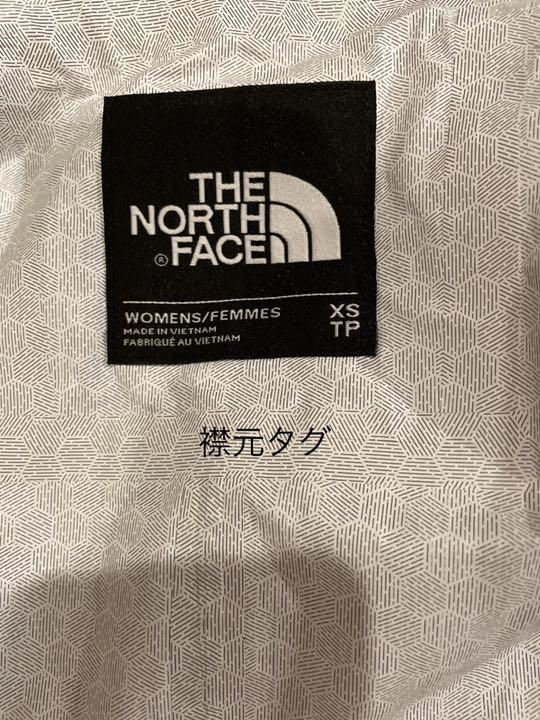 THE
NORTH
FACE
®
WOMENS/FEMMES XS
MADE IN VIETNAM TP
FABRIQUÉ AU VIETNAM
襟元タグ